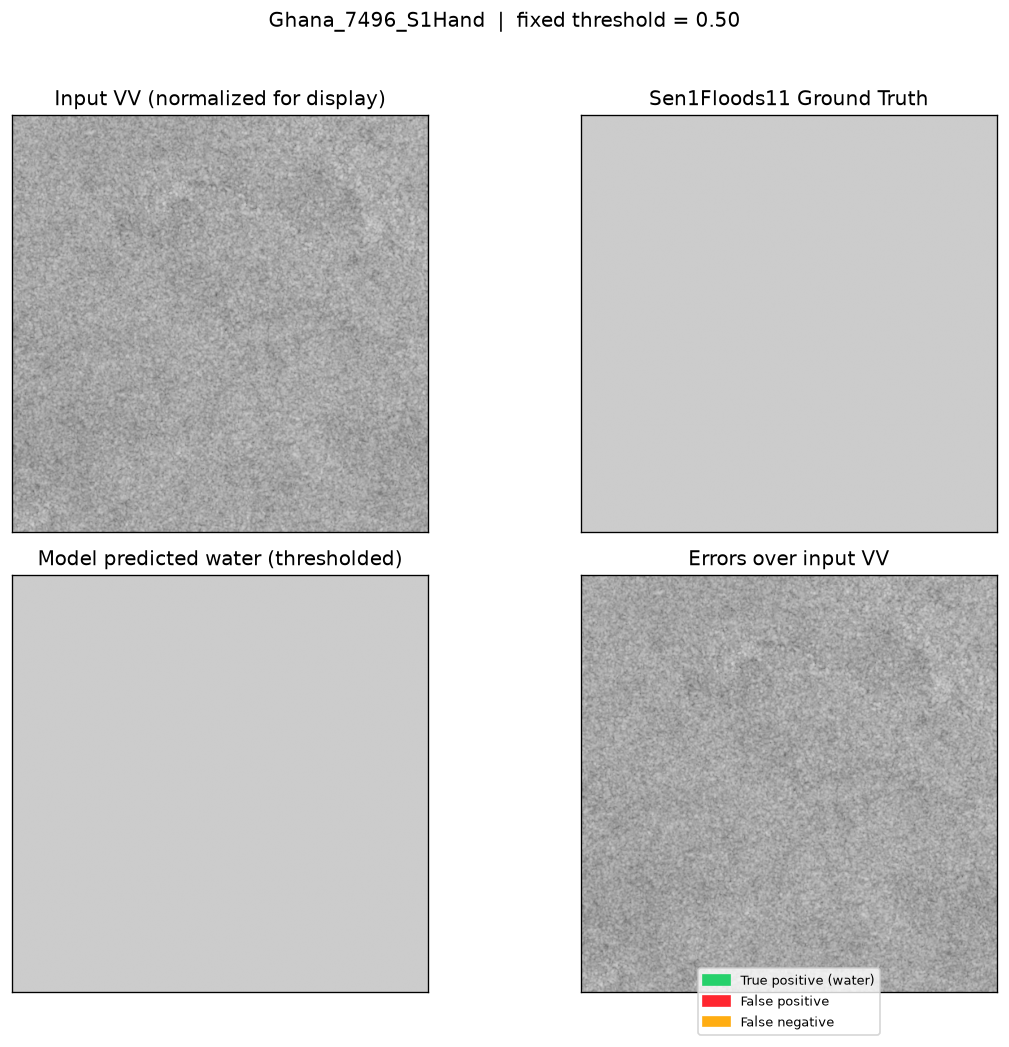 Ghana_7496_S1Hand | fixed threshold = 0.50
Input VV (normalized for display)
Sen1Floods11 Ground Truth
Model predicted water (thresholded)
Errors over input VV
True positive (water)
False positive
False negative